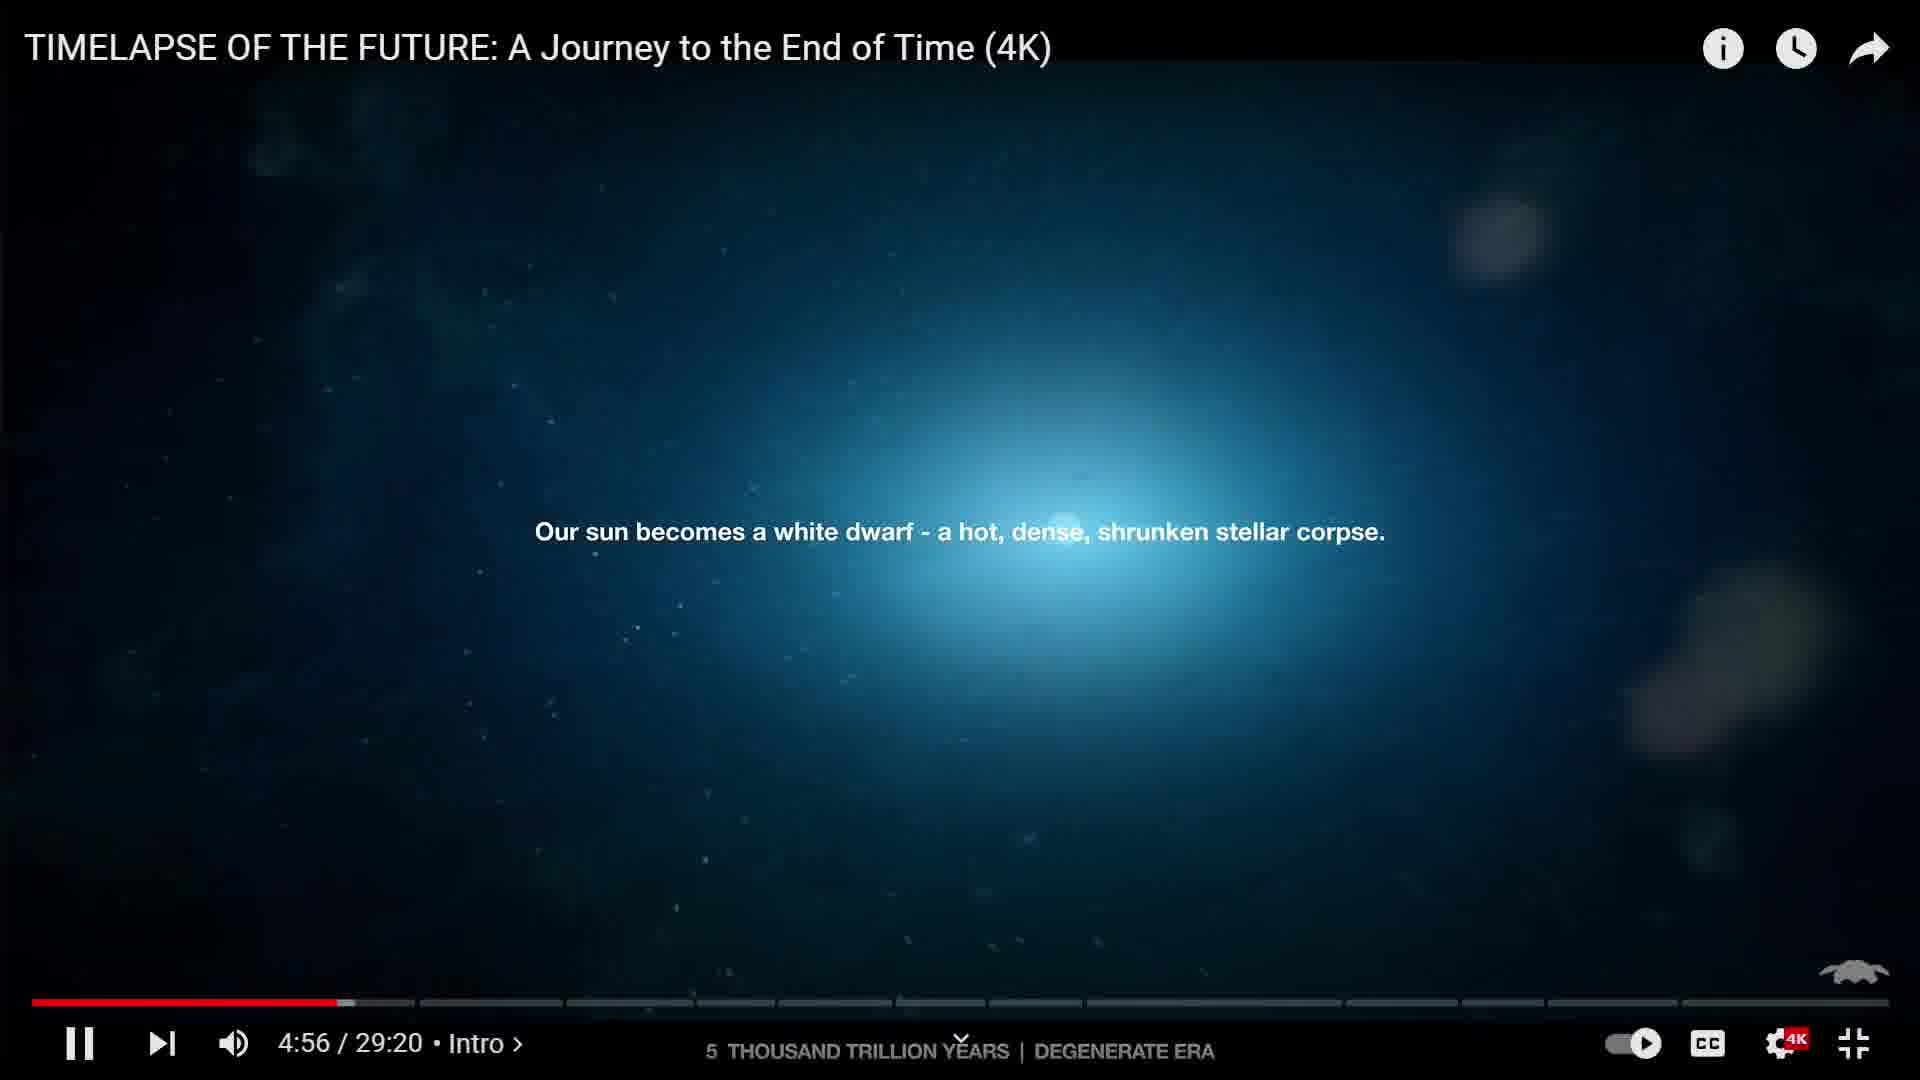 TIMELAPSE OF THE FUTURE: A Journey to the End of Time (4K)
Our sun becomes a white dwarf - a hot, dense, shrunken stellar corpse.
4:56 / 29:20 • Intro
5 THOUSAND TRILLION YEARS | DEGENERATE ERA
CC
4K